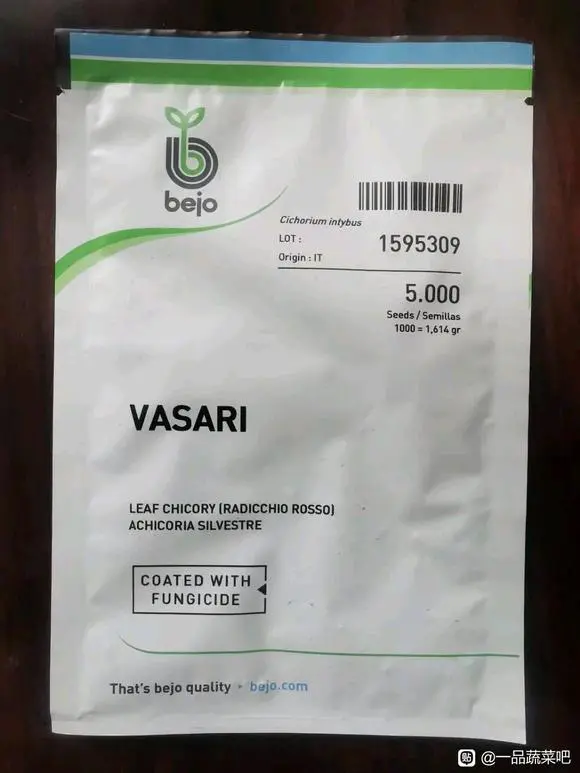 bejo
Cichorium intybus
LOT : 1595309
Origin : IT
5.000
Seeds / Semillas
1000 = 1,614 gr
VASARI
LEAF CHICORY (RADICCHIO ROSSO)
ACHICORIA SILVESTRE
COATED WITH
FUNGICIDE
That's bejo quality • bejo.com
贴 @一品蔬菜吧